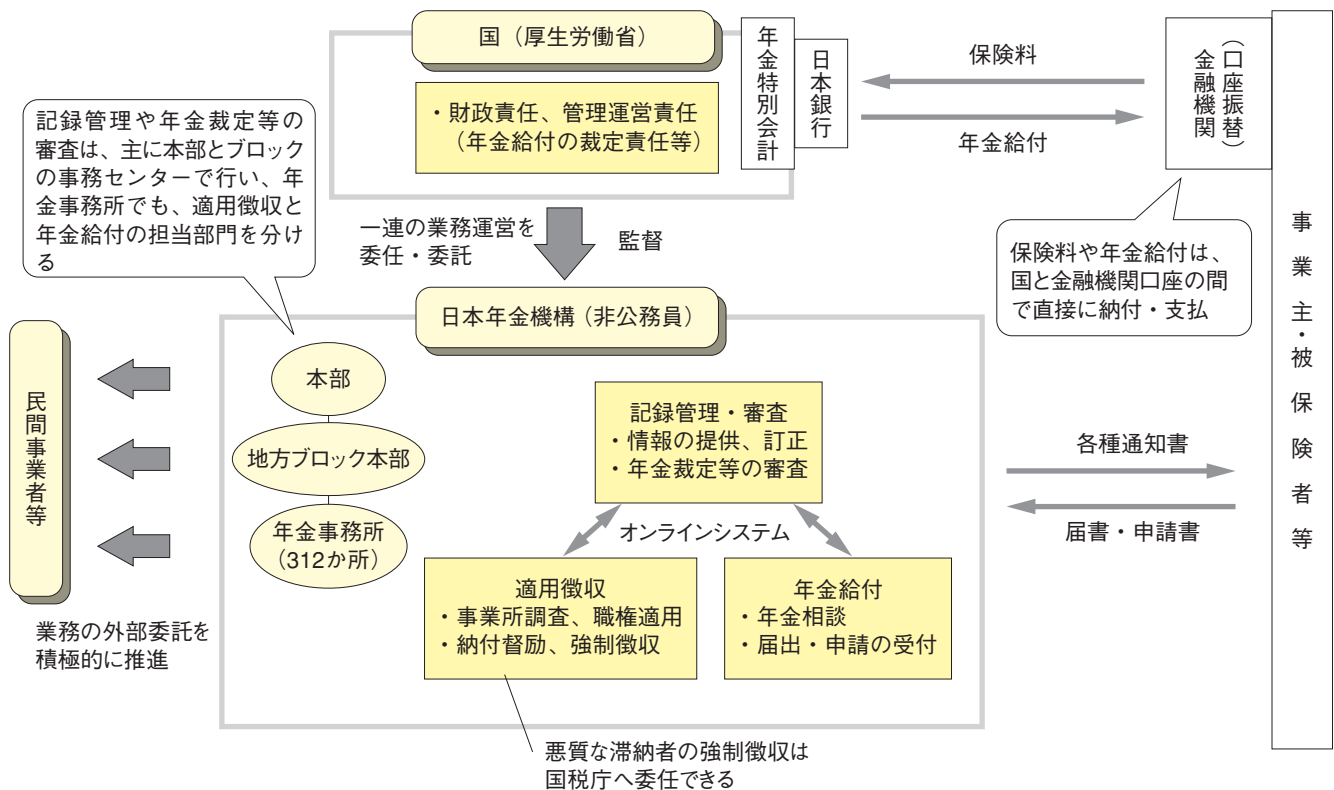 国（厚生労働省）
・財政責任、管理運営責任
（年金給付の裁定責任等）
年金特別会計
日本銀行
保険料
年金給付
（口座振替）
金融機関
事業主・被保険者等
記録管理や年金裁定等の
審査は、主に本部とブロック
の事務センターで行い、年
金事務所でも、適用徴収と
年金給付の担当部門を分け
る
一連の業務運営を
委任・委託
監督
保険料や年金給付は、
国と金融機関口座の間
で直接に納付・支払
日本年金機構（非公務員）
民間事業者等
本部
地方ブロック本部
年金事務所
（312か所）
記録管理・審査
・情報の提供、訂正
・年金裁定等の審査
オンラインシステム
各種通知書
届書・申請書
適用徴収
・事業所調査、職権適用
・納付督励、強制徴収
年金給付
・年金相談
・届出・申請の受付
業務の外部委託を
積極的に推進
悪質な滞納者の強制徴収は
国税庁へ委任できる